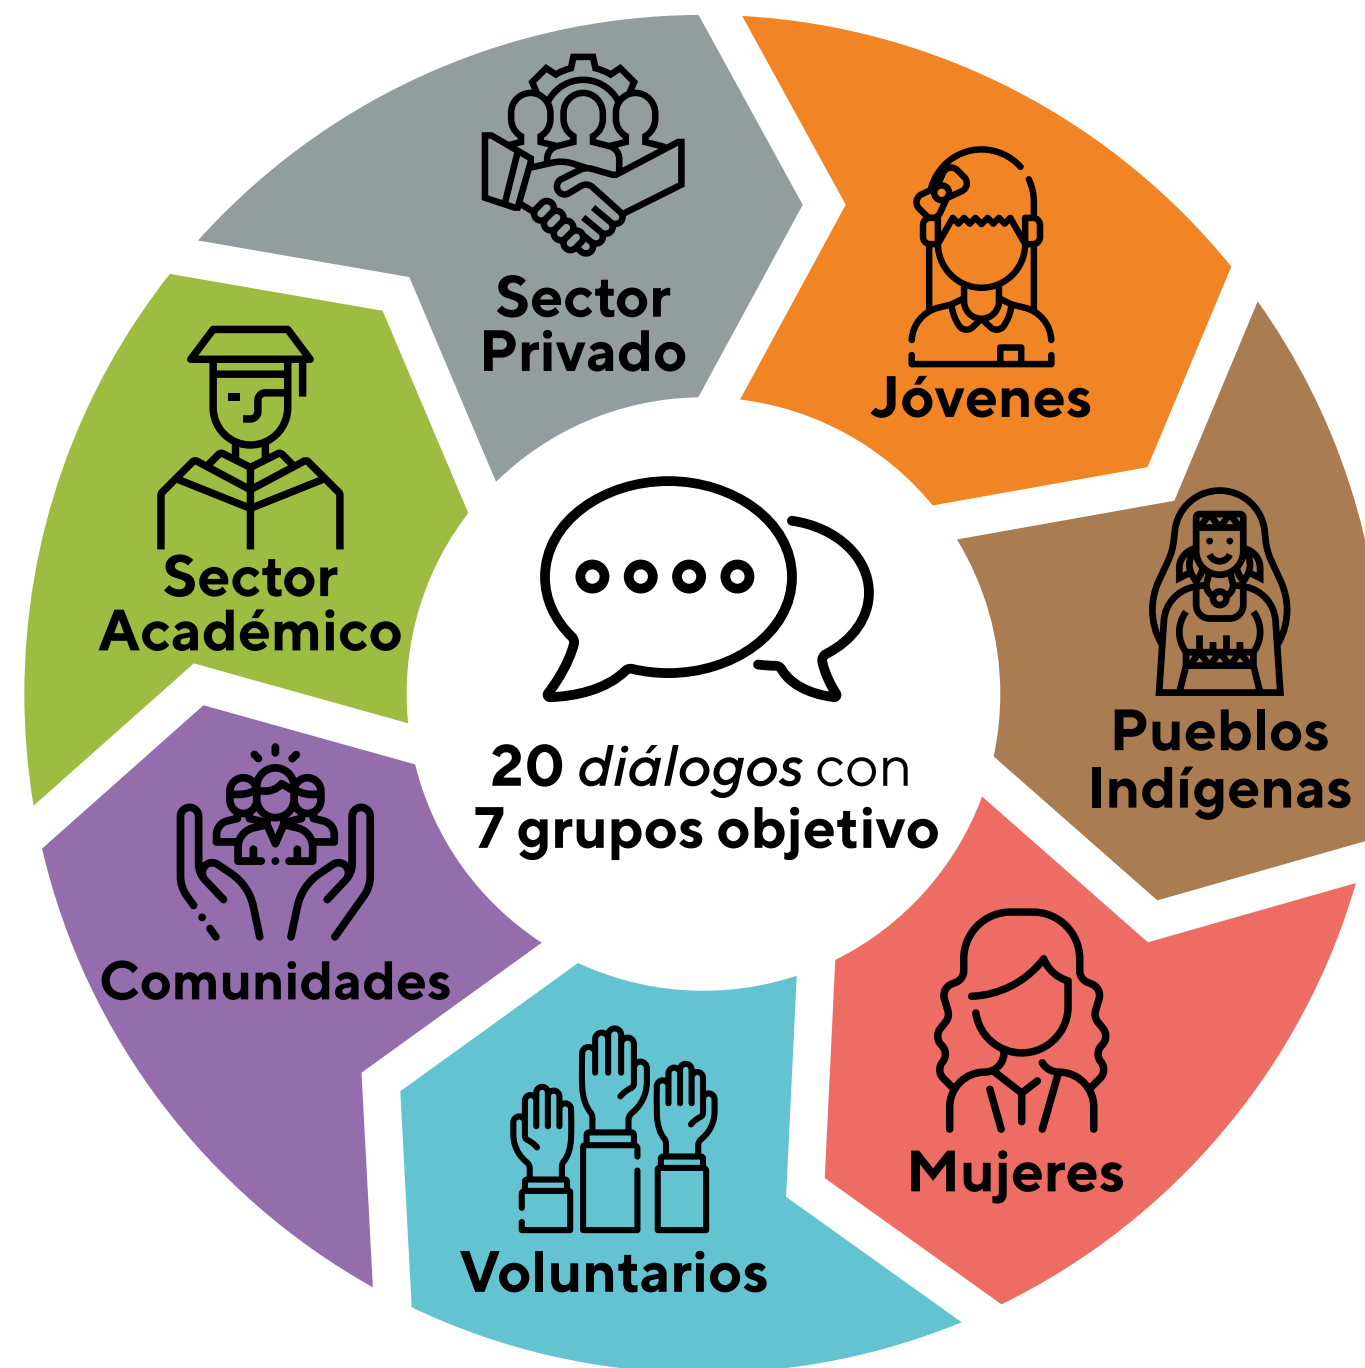 Sector
Privado
Jóvenes
Pueblos
Indígenas
Mujeres
Voluntarios
Comunidades
Sector
Académico
20 diálogos con
7 grupos objetivo